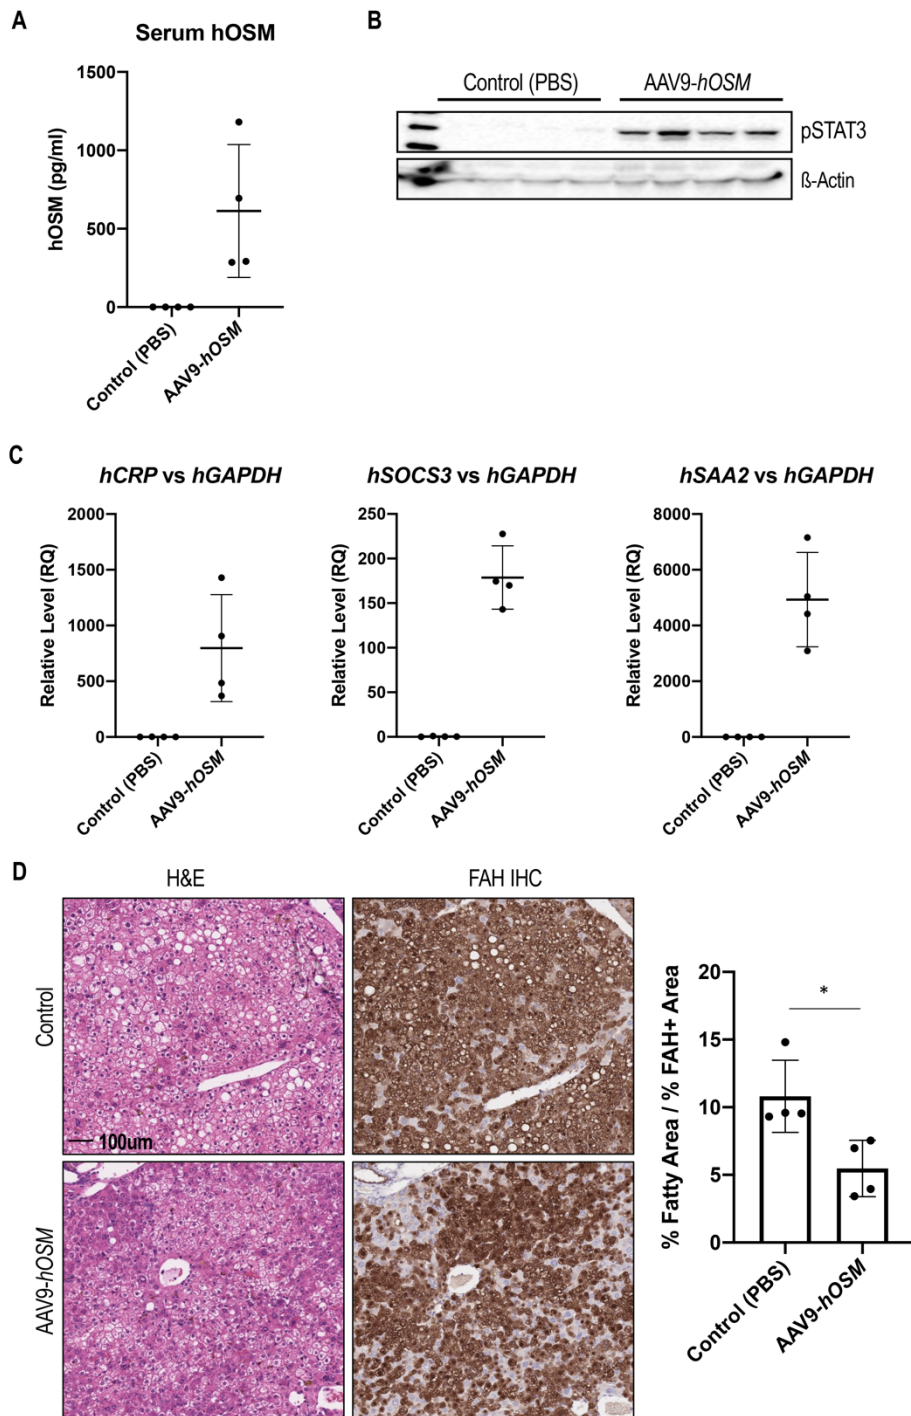 A
Serum hOSM
1500
1000
500
0
hOSM (pg/ml)
Control (PBS)
AAV9-hOSM
B
Control (PBS)
AAV9-hOSM
pSTAT3
ß-Actin
C
hCRP vs hGAPDH
2000
1500
1000
500
0
Relative Level (RQ)
Control (PBS)
AAV9-hOSM
hSOCS3 vs hGAPDH
250
200
150
100
50
0
Relative Level (RQ)
Control (PBS)
AAV9-hOSM
hSAA2 vs hGAPDH
8000
6000
4000
2000
0
Relative Level (RQ)
Control (PBS)
AAV9-hOSM
D
H&E
FAH IHC
Control
100um
AAV9-hOSM
20
15
10
5
0
% Fatty Area / % FAH+ Area
*
Control (PBS)
AAV9-hOSM